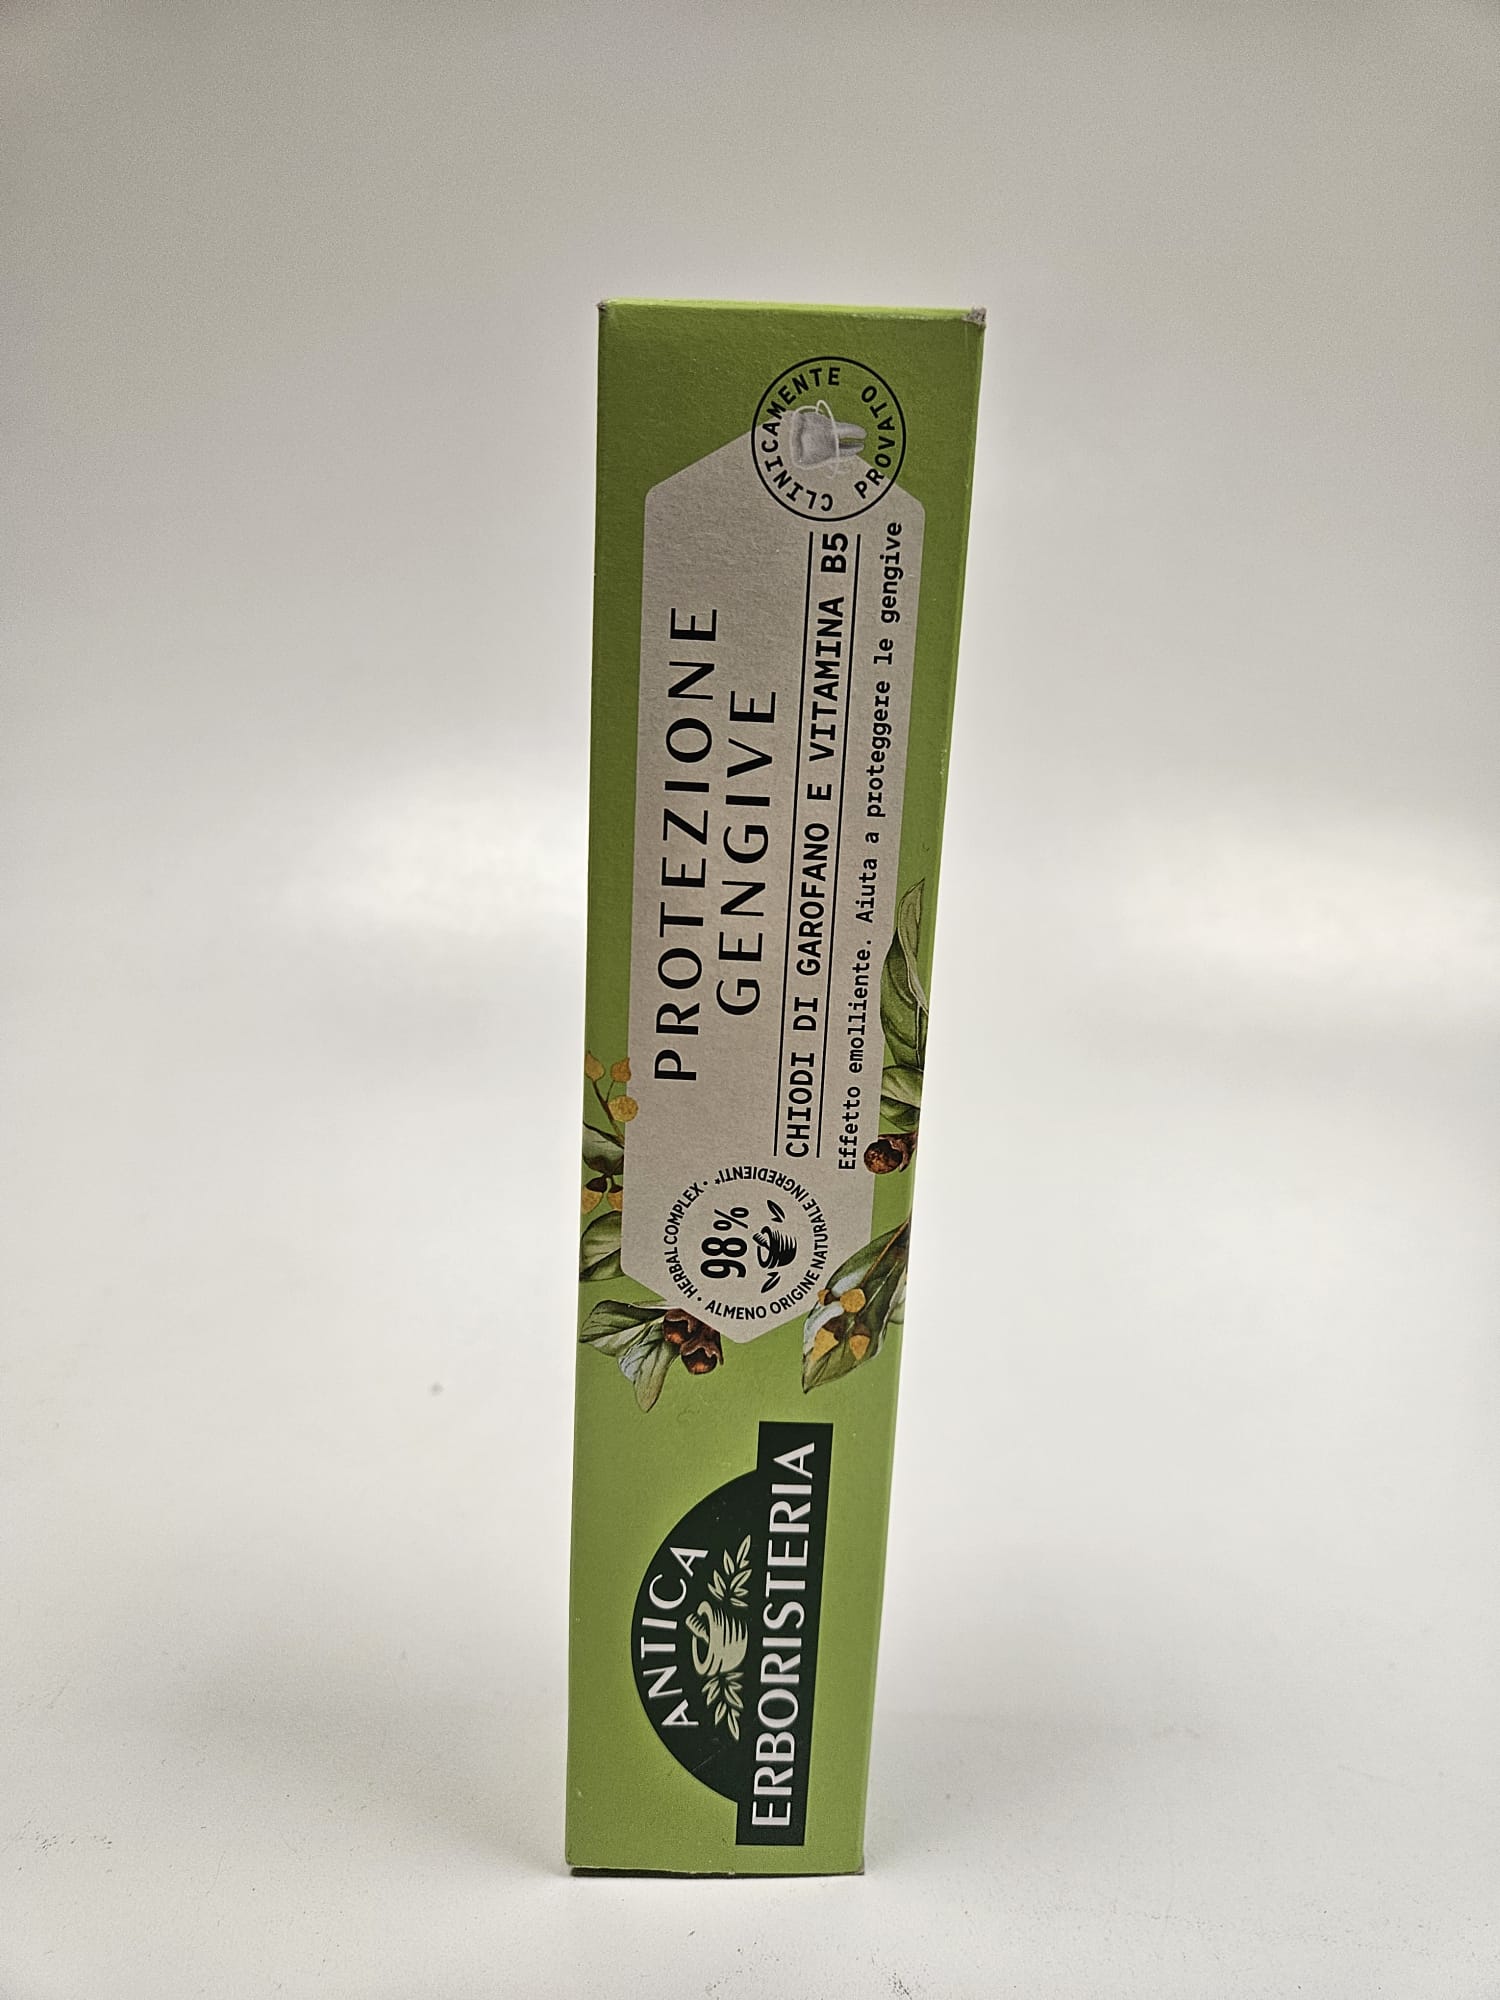 ANTICA
ERBORISTERIA
• HERBAL COMPLEX •
98%
ALMENO ORIGINE NATURALE INGREDIENTI*
PROTEZIONE
GENGIVE
CHIODI DI GAROFANO E VITAMINA B5
Effetto emolliente. Aiuta a proteggere le gengive
CLINICAMENTE
PROVATO